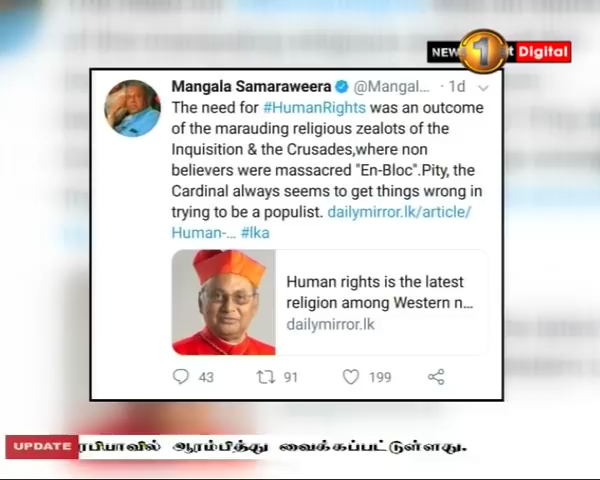 NEWS 1st Digital
Mangala Samaraweera @Mangal... · 1d
The need for #HumanRights was an outcome
of the marauding religious zealots of the
Inquisition & the Crusades,where non
believers were massacred "En-Bloc".Pity, the
Cardinal always seems to get things wrong in
trying to be a populist. dailymirror.lk/article/
Human-... #lka
Human rights is the latest
religion among Western n...
dailymirror.lk
43 91 199
UPDATE ரபியாவில் ஆரம்பித்து வைக்கப்பட்டுள்ளது.